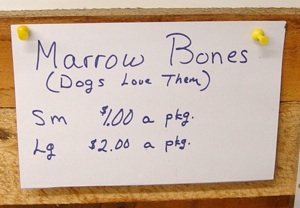 Marrow Bones
(Dogs Love Them)
Sm $1.00 a pkg.
Lg $2.00 a pkg.